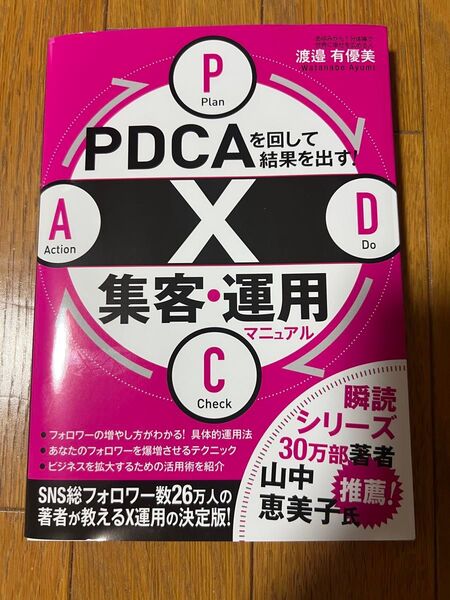 P
Plan
渡邉 有優美
Watanabe Ayumi
PDCAを回して
結果を出す!
A
Action
X
D
Do
集客・運用
マニュアル
C
Check
・フォロワーの増やし方がわかる! 具体的運用法
・あなたのフォロワーを爆増させるテクニック
・ビジネスを拡大するための活用術を紹介
SNS総フォロワー数26万人の
著者が教えるX運用の決定版!
瞬読
シリーズ
30万部著者
山中
恵美子氏
推薦!